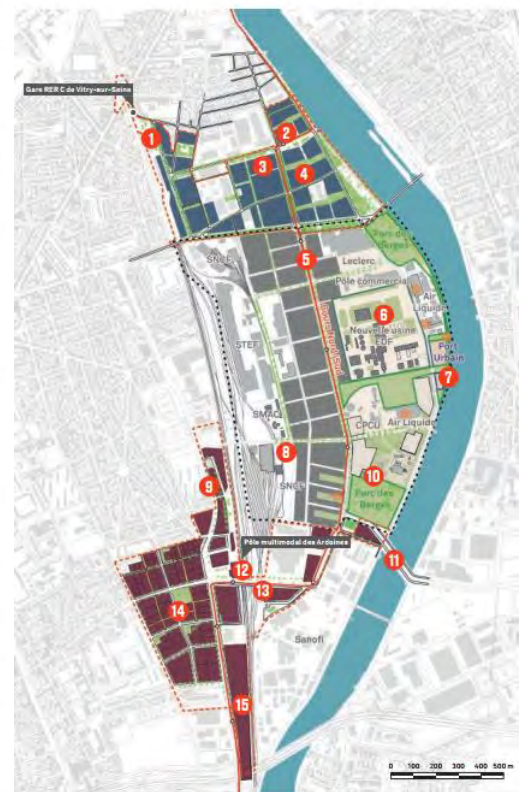 Gare RER C de Vitry-sur-Seine
1
2
3
4
5
SNCF
Leclerc
Pôle commercial
Parc des
Berges
Air
Liquide
6
Nouvelle usine
EDF
STEF
Port
Urbain
7
SMAC
CPCU
Air Liquide
8
SNCF
9
10
Parc des
Berges
11
Pôle multimodal des Ardoines
12
13
14
Sanofi
15
0 100 200 300 400 500 m